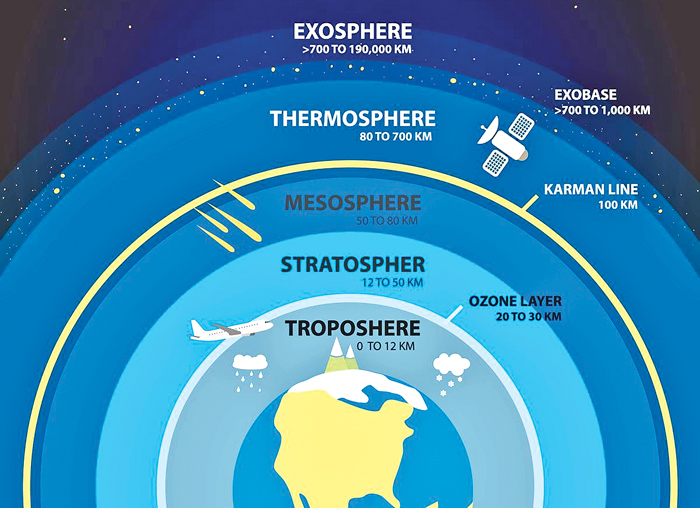 EXOSPHERE
>700 TO 190,000 KM
EXOBASE
>700 TO 1,000 KM
THERMOSPHERE
80 TO 700 KM
KARMAN LINE
100 KM
MESOSPHERE
50 TO 80 KM
STRATOSPHER
12 TO 50 KM
OZONE LAYER
20 TO 30 KM
TROPOSHERE
0 TO 12 KM